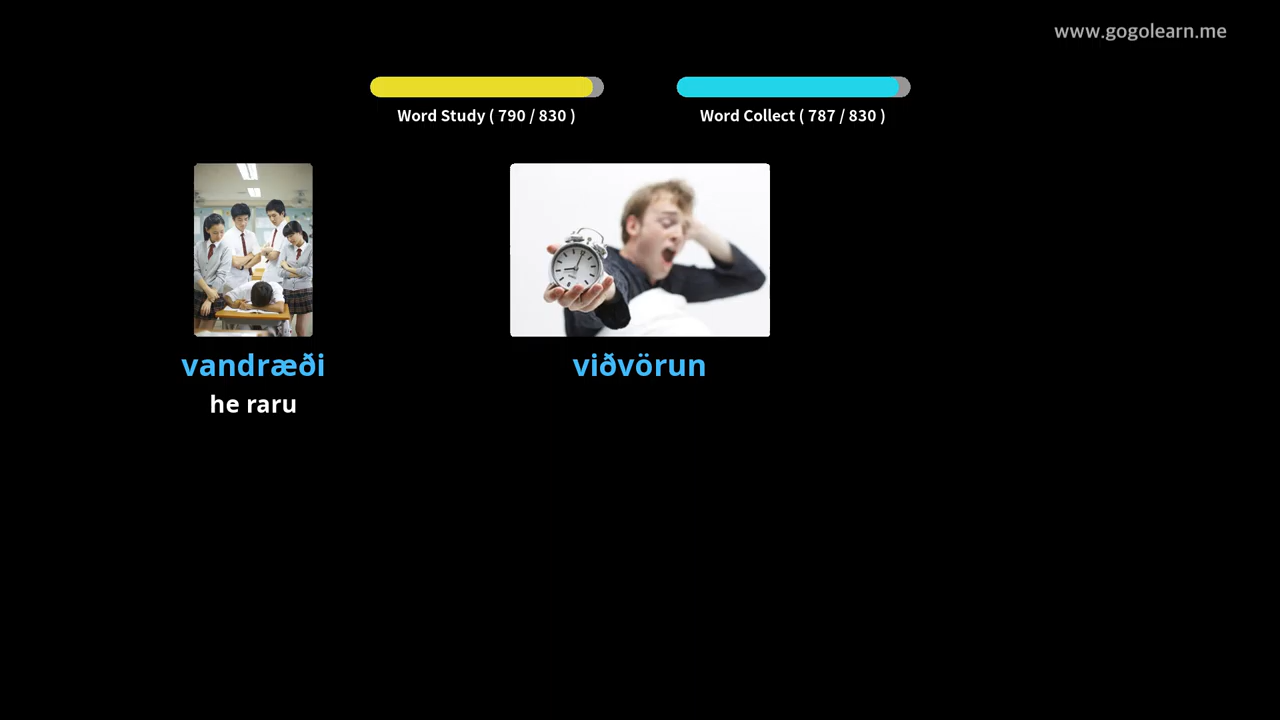 www.gogolearn.me
Word Study ( 790 / 830 )
Word Collect ( 787 / 830 )
vandræði
he raru
viðvörun